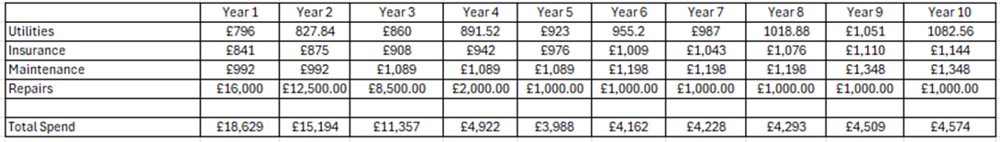 Year 1 Year 2 Year 3 Year 4 Year 5 Year 6 Year 7 Year 8 Year 9 Year 10
Utilities £796 827.84 £860 891.52 £923 955.2 £987 1018.88 £1,051 1082.56
Insurance £841 £875 £908 £942 £976 £1,009 £1,043 £1,076 £1,110 £1,144
Maintenance £992 £992 £1,089 £1,089 £1,089 £1,198 £1,198 £1,198 £1,348 £1,348
Repairs £16,000 £12,500.00 £8,500.00 £2,000.00 £1,000.00 £1,000.00 £1,000.00 £1,000.00 £1,000.00 £1,000.00
Total Spend £18,629 £15,194 £11,357 £4,922 £3,988 £4,162 £4,228 £4,293 £4,509 £4,574